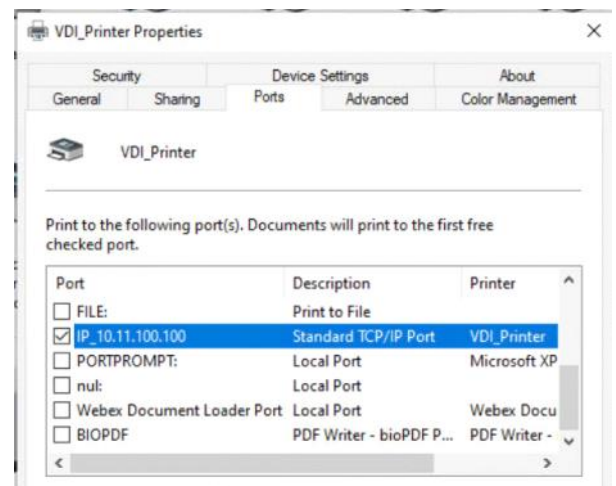 VDI_Printer Properties
Security Device Settings About
General Sharing Ports Advanced Color Management
VDI_Printer
Print to the following port(s). Documents will print to the first free
checked port.
Port Description Printer
FILE: Print to File
IP_10.11.100.100 Standard TCP/IP Port VDI_Printer
PORTPROMPT: Local Port Microsoft XP
nul: Local Port
Webex Document Loader Port Local Port Webex Docu
BIOPDF PDF Writer - bioPDF P... PDF Writer -